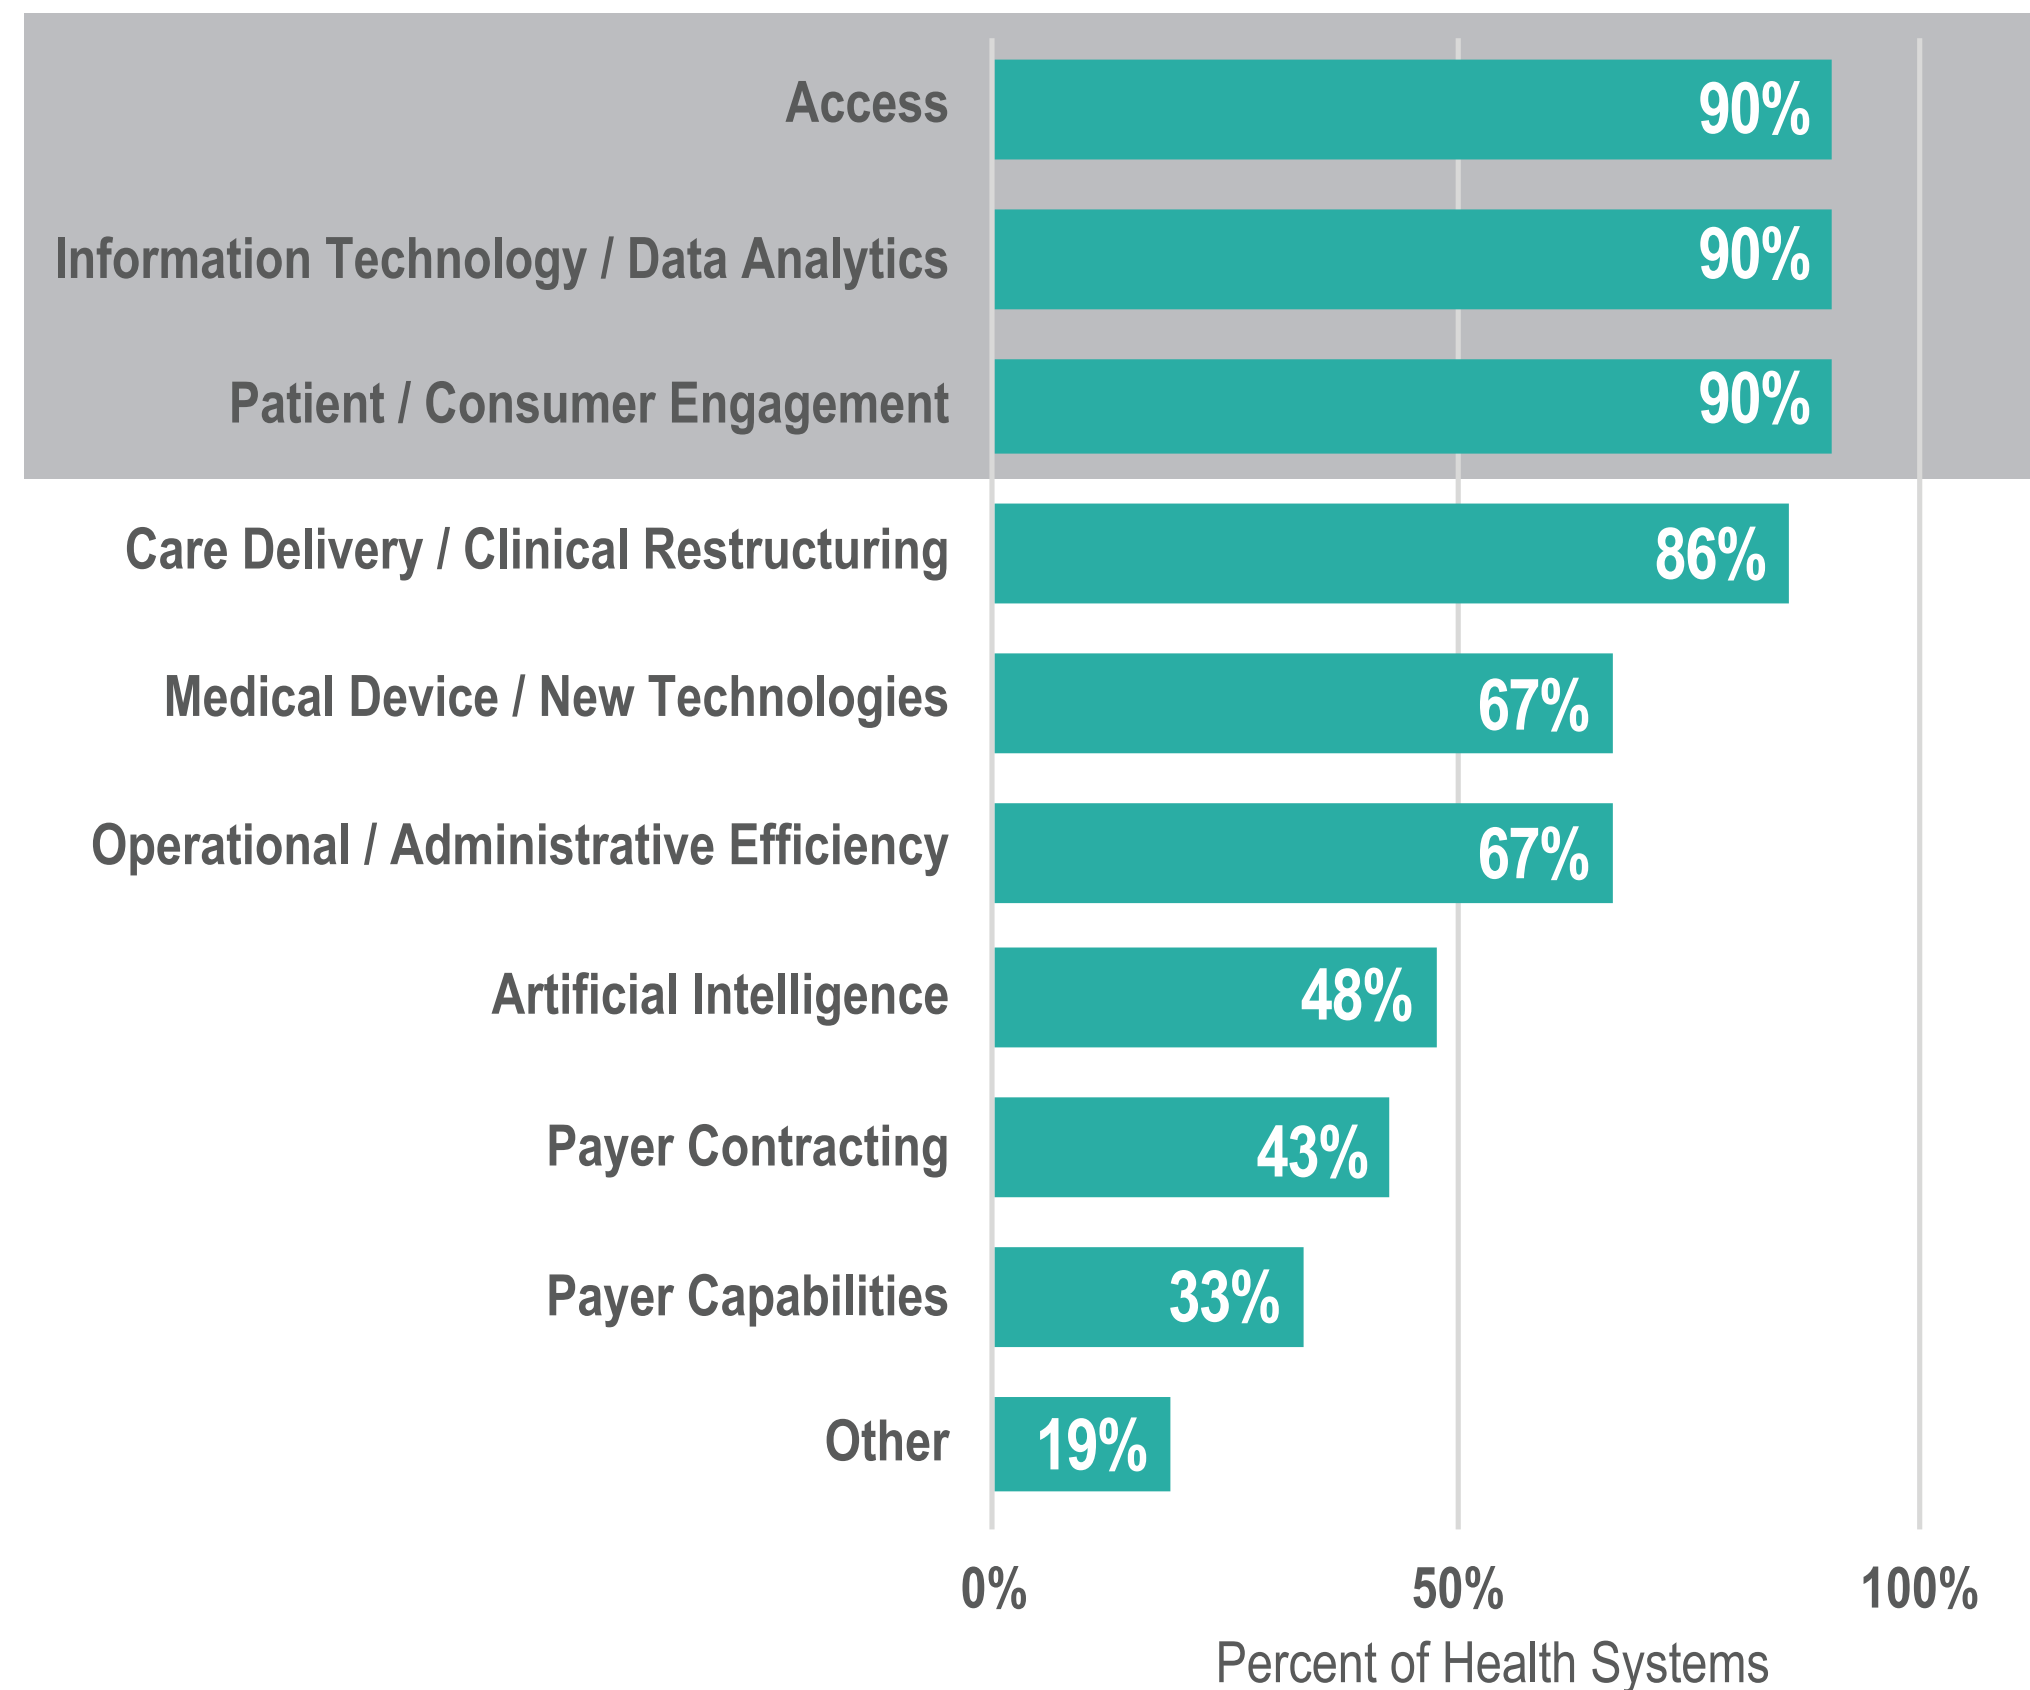 Access 90%
Information Technology / Data Analytics 90%
Patient / Consumer Engagement 90%
Care Delivery / Clinical Restructuring 86%
Medical Device / New Technologies 67%
Operational / Administrative Efficiency 67%
Artificial Intelligence 48%
Payer Contracting 43%
Payer Capabilities 33%
Other 19%
0% 50% 100%
Percent of Health Systems